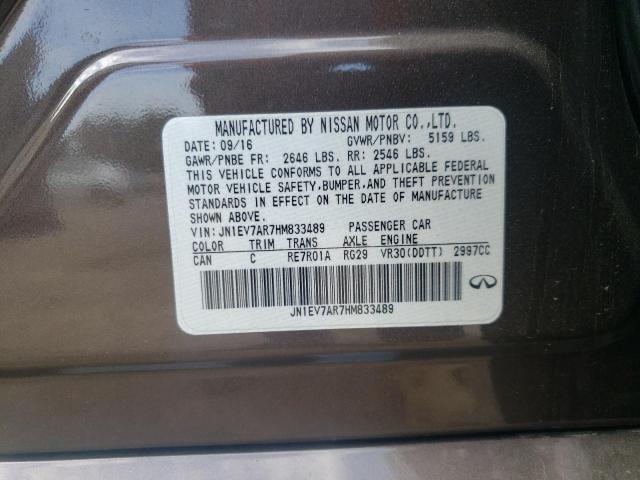 MANUFACTURED BY NISSAN MOTOR CO.,LTD.
DATE: 09/16 GVWR/PNBV: 5159 LBS.
GAWR/PNBE FR: 2646 LBS. RR: 2546 LBS.
THIS VEHICLE CONFORMS TO ALL APPLICABLE FEDERAL
MOTOR VEHICLE SAFETY,BUMPER,AND THEFT PREVENTION
STANDARDS IN EFFECT ON THE DATE OF MANUFACTURE
SHOWN ABOVE.
VIN: JN1EV7AR7HM833489 PASSENGER CAR
COLOR TRIM TRANS AXLE ENGINE
CAN C RE7R01A RG29 VR30(DDTT) 2997CC
JN1EV7AR7HM833489